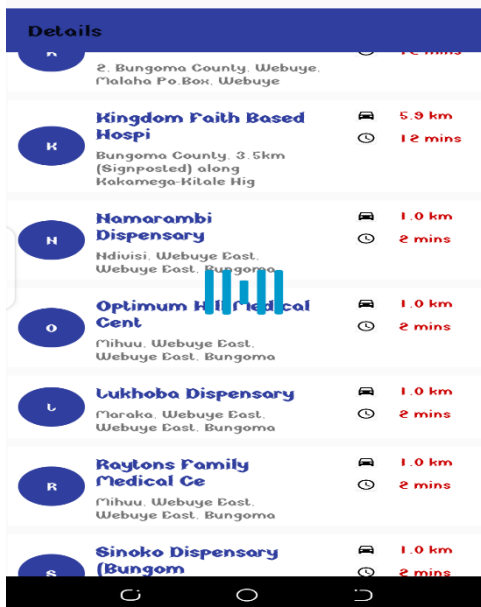 Details
12 mins
2, Bungoma County, Webuye,
Malaha Po.Box, Webuye
K
Kingdom Faith Based
Hospi
Bungoma County, 3.5km
(Signposted) along
Kakamega-Kitale Hig
5.9 km
12 mins
N
Namarambi
Dispensary
Ndivisi, Webuye East,
Webuye East, Bungoma
1.0 km
2 mins
O
Optimum Hill Medical
Cent
Mihuu, Webuye East,
Webuye East, Bungoma
1.0 km
2 mins
L
Lukhoba Dispensary
Maraka, Webuye East,
Webuye East, Bungoma
1.0 km
2 mins
R
Raytons Family
Medical Ce
Mihuu, Webuye East,
Webuye East, Bungoma
1.0 km
2 mins
S
Sinoko Dispensary
(Bungom
1.0 km
2 mins